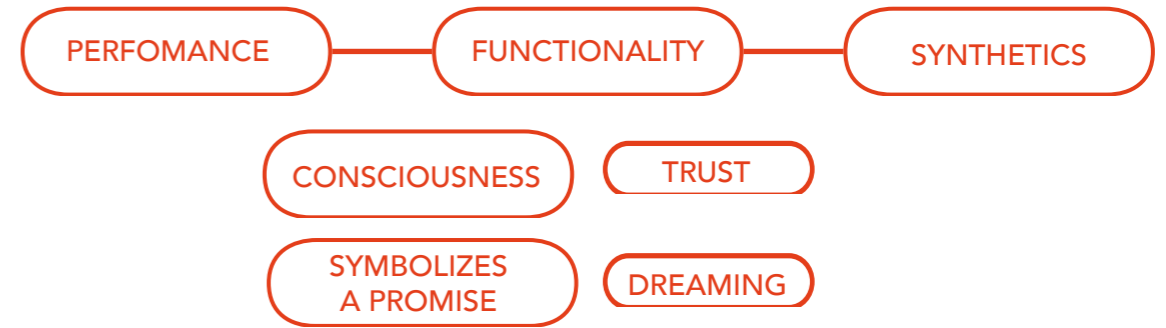 PERFOMANCE
FUNCTIONALITY
SYNTHETICS
CONSCIOUSNESS
TRUST
SYMBOLIZES
A PROMISE
DREAMING